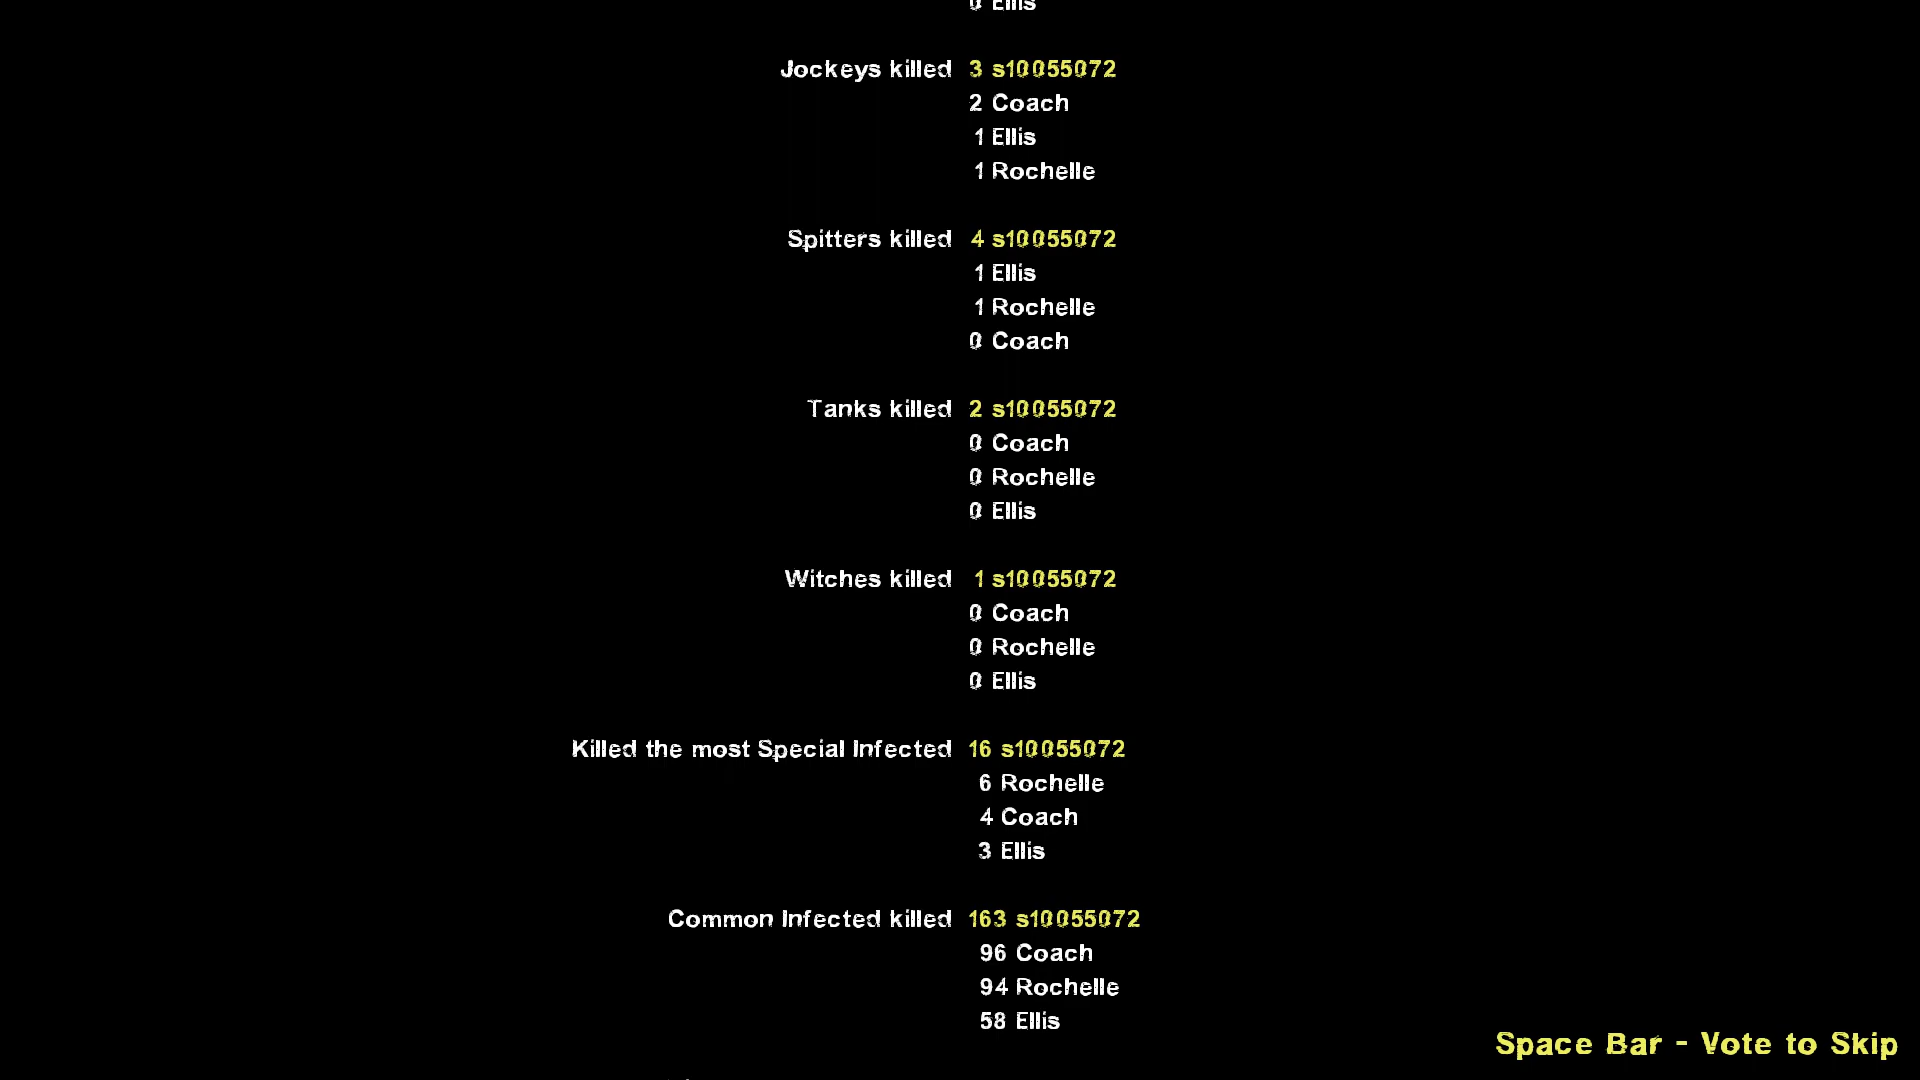 0 Ellis
Jockeys killed 3 s10055072
2 Coach
1 Ellis
1 Rochelle
Spitters killed 4 s10055072
1 Ellis
1 Rochelle
0 Coach
Tanks killed 2 s10055072
0 Coach
0 Rochelle
0 Ellis
Witches killed 1 s10055072
0 Coach
0 Rochelle
0 Ellis
Killed the most Special Infected 16 s10055072
6 Rochelle
4 Coach
3 Ellis
Common Infected killed 163 s10055072
96 Coach
94 Rochelle
58 Ellis
Space Bar - Vote to Skip